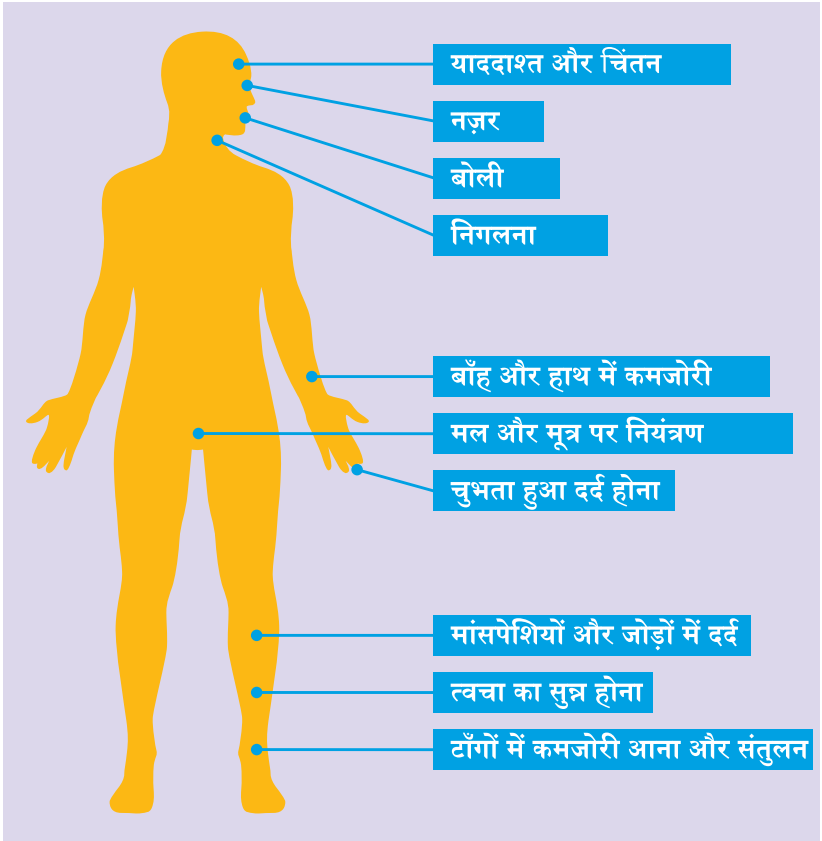 याददाश्त और चिंतन
नज़र
बोली
निगलना
बाँह और हाथ में कमजोरी
मल और मूत्र पर नियंत्रण
चुभता हुआ दर्द होना
मांसपेशियों और जोड़ों में दर्द
त्वचा का सुन्न होना
टाँगों में कमजोरी आना और संतुलन